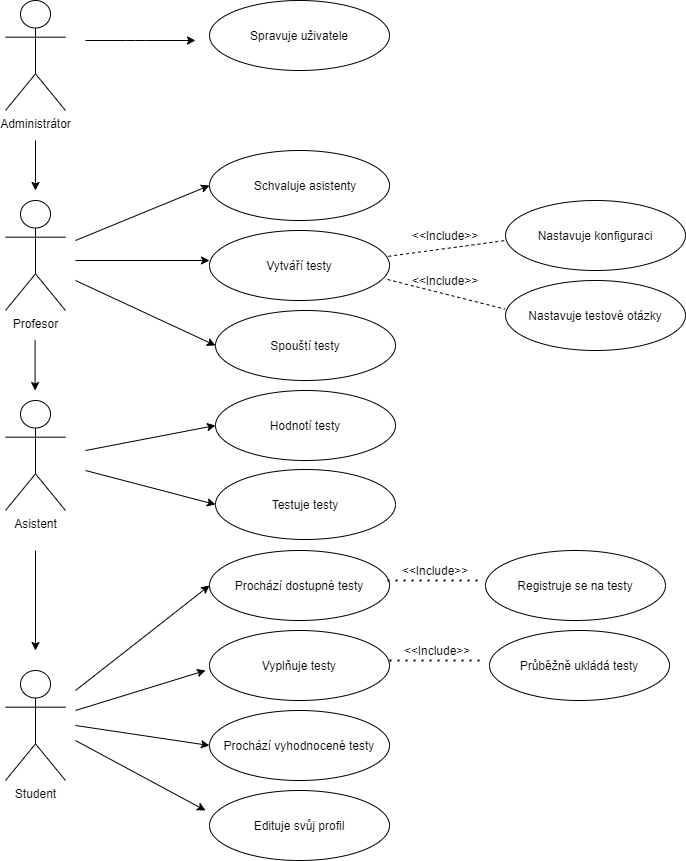 Spravuje uživatele
Administrátor
Schvaluje asistenty
<<Include>>
Nastavuje konfiguraci
Vytváří testy
<<Include>>
Nastavuje testové otázky
Profesor
Spouští testy
Hodnotí testy
Testuje testy
Asistent
Prochází dostupné testy
<<Include>>
Registruje se na testy
Vyplňuje testy
<<Include>>
Průběžně ukládá testy
Prochází vyhodnocené testy
Student
Edituje svůj profil